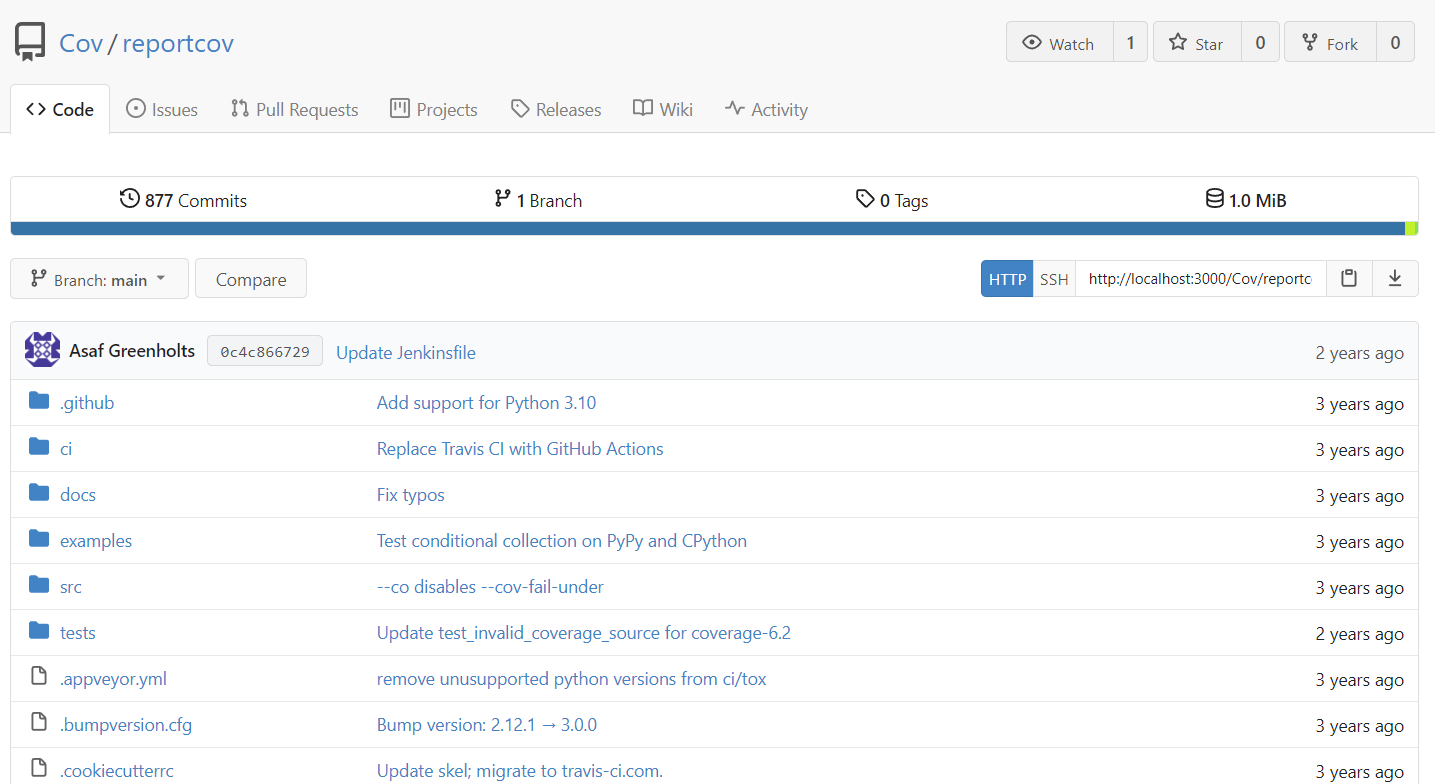 Cov / reportcov
Watch 1 Star 0 Fork 0
Code Issues Pull Requests Projects Releases Wiki Activity
877 Commits 1 Branch 0 Tags 1.0 MiB
Branch: main Compare HTTP SSH http://localhost:3000/Cov/reportc
Asaf Greenholts 0c4c866729 Update Jenkinsfile 2 years ago
.github Add support for Python 3.10 3 years ago
ci Replace Travis CI with GitHub Actions 3 years ago
docs Fix typos 3 years ago
examples Test conditional collection on PyPy and CPython 3 years ago
src --co disables --cov-fail-under 3 years ago
tests Update test_invalid_coverage_source for coverage-6.2 2 years ago
.appveyor.yml remove unusupported python versions from ci/tox 3 years ago
.bumpversion.cfg Bump version: 2.12.1 → 3.0.0 3 years ago
.cookiecutterrc Update skel; migrate to travis-ci.com. 3 years ago